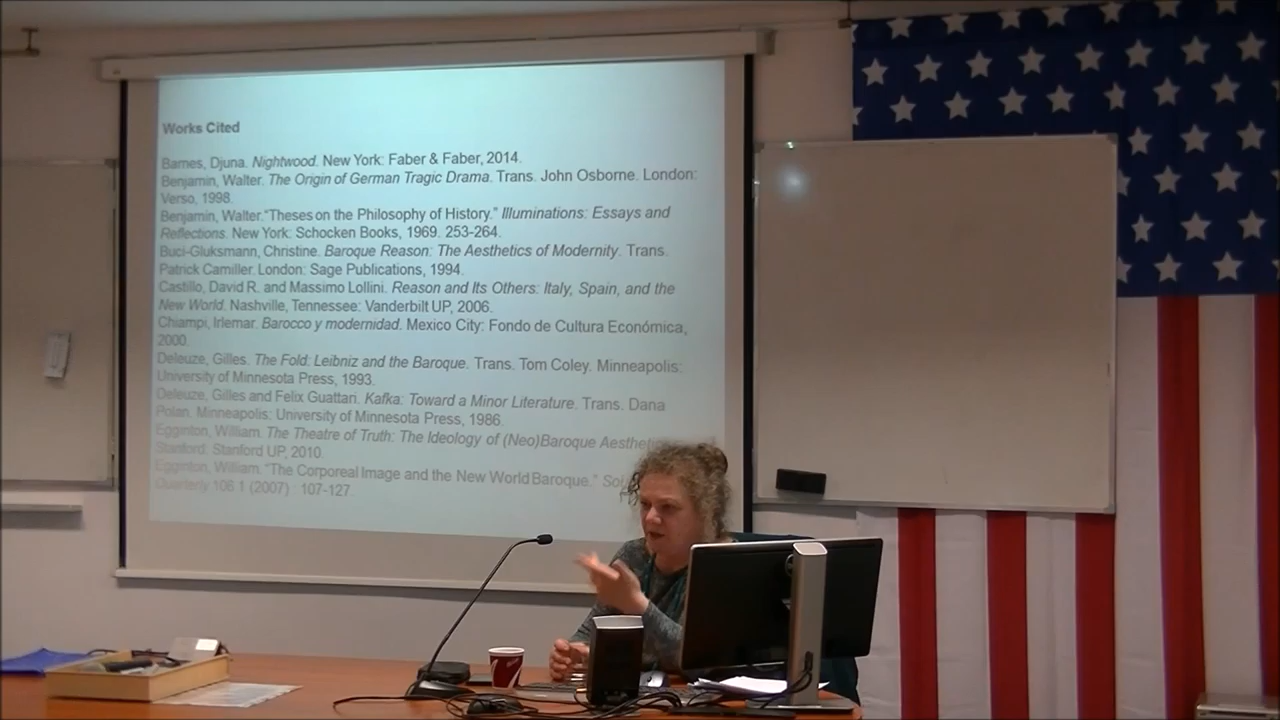 Works Cited
Barnes, Djuna. Nightwood. New York: Faber & Faber, 2014.
Benjamin, Walter. The Origin of German Tragic Drama. Trans. John Osborne. London:
Verso, 1998.
Benjamin, Walter."Theses on the Philosophy of History." Illuminations: Essays and
Reflections. New York: Schocken Books, 1969. 253-264.
Buci-Gluksmann, Christine. Baroque Reason: The Aesthetics of Modernity. Trans.
Patrick Camiller. London: Sage Publications, 1994.
Castillo, David R. and Massimo Lollini. Reason and Its Others: Italy, Spain, and the
New World. Nashville, Tennessee: Vanderbilt UP, 2006.
Chiampi, Irlemar. Barocco y modernidad. Mexico City: Fondo de Cultura Económica,
2000.
Deleuze, Gilles. The Fold: Leibniz and the Baroque. Trans. Tom Coley. Minneapolis:
University of Minnesota Press, 1993.
Deleuze, Gilles and Felix Guattari. Kafka: Toward a Minor Literature. Trans. Dana
Polan. Minneapolis: University of Minnesota Press, 1986.
Egginton, William. The Theatre of Truth: The Ideology of (Neo)Baroque
Stanford: Stanford UP, 2010.
Egginton, William. "The Corporeal Image and the New World Baroque."
Quarterly 106.1 (2007) : 107-127